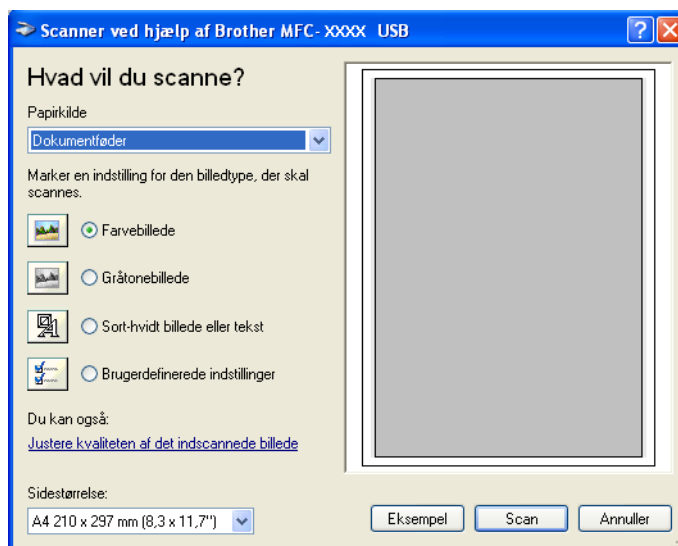 Scanner ved hjælp af Brother MFC-XXXX USB
Hvad vil du scanne?
Papirkilde
Dokumentføder
Marker en indstilling for den billedtype, der skal
scannes.
Farvebillede
Gråtonebillede
Sort-hvidt billede eller tekst
Brugerdefinerede indstillinger
Du kan også:
Justere kvaliteten af det indscannede billede
Sidestørrelse:
A4 210 x 297 mm (8,3 x 11,7")
Eksempel
Scan
Annuller